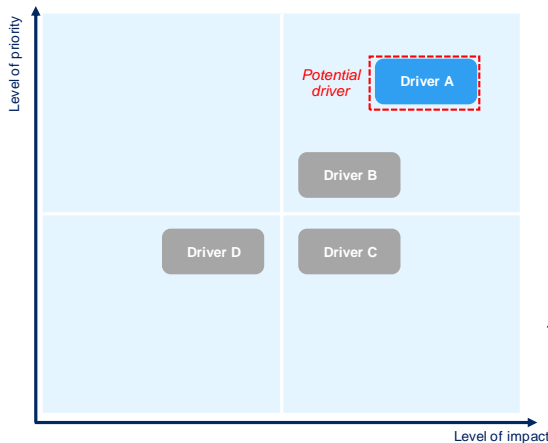 Level of priority
Potential
driver
Driver A
Driver B
Driver D
Driver C
Level of impact